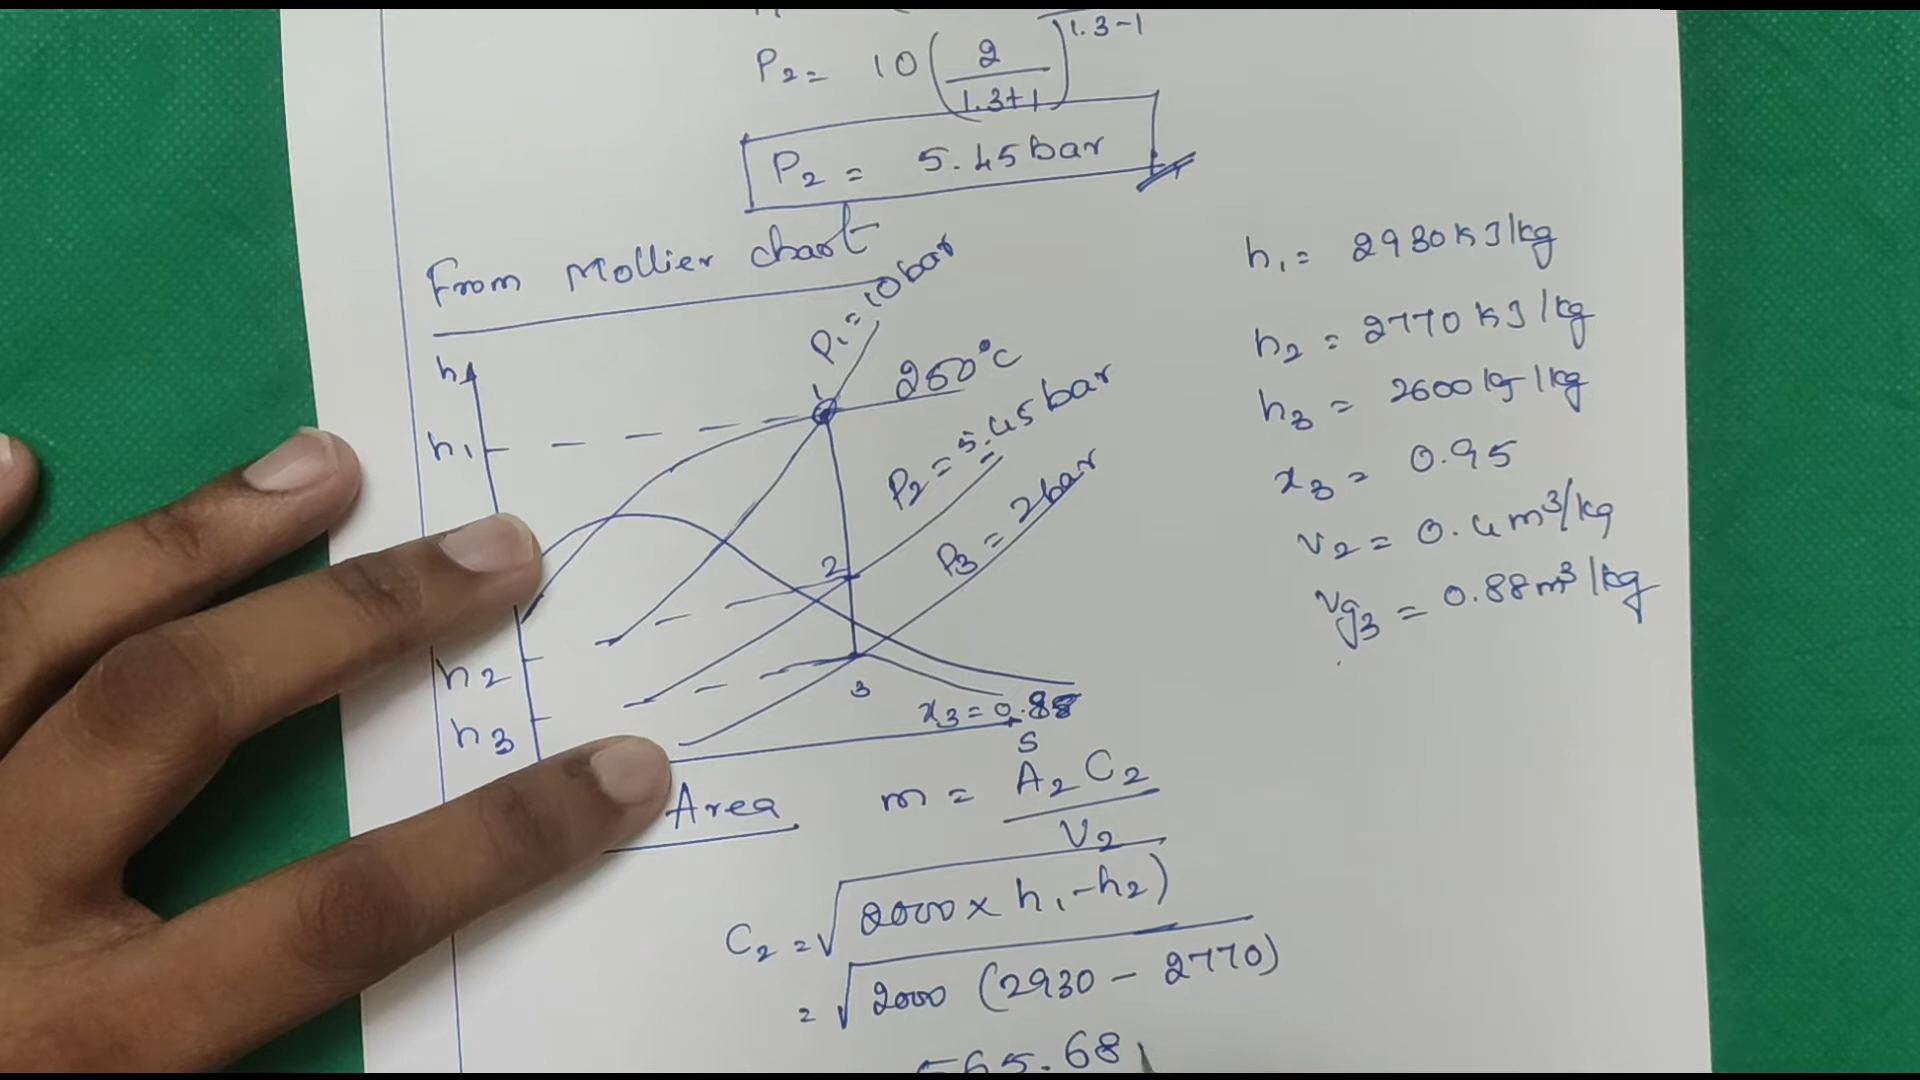 P2 = 10 (2 / 1.3+1) 1.3-1
P2 = 5.45 bar
From Mollier chart
h
h1
P1 = 10 bar
1
250°C
P2 = 5.45 bar
P3 = 2 bar
2
h2
h3
3
x3 = 0.88
S
h1 = 2930 KJ/kg
h2 = 2770 KJ/kg
h3 = 2600 kJ/kg
x3 = 0.95
v2 = 0.4 m³/kg
vg3 = 0.88 m³/kg
Area m = A2 C2 / V2
C2 = √2000 x h1-h2)
= √2000 (2930 - 2770)
565.68